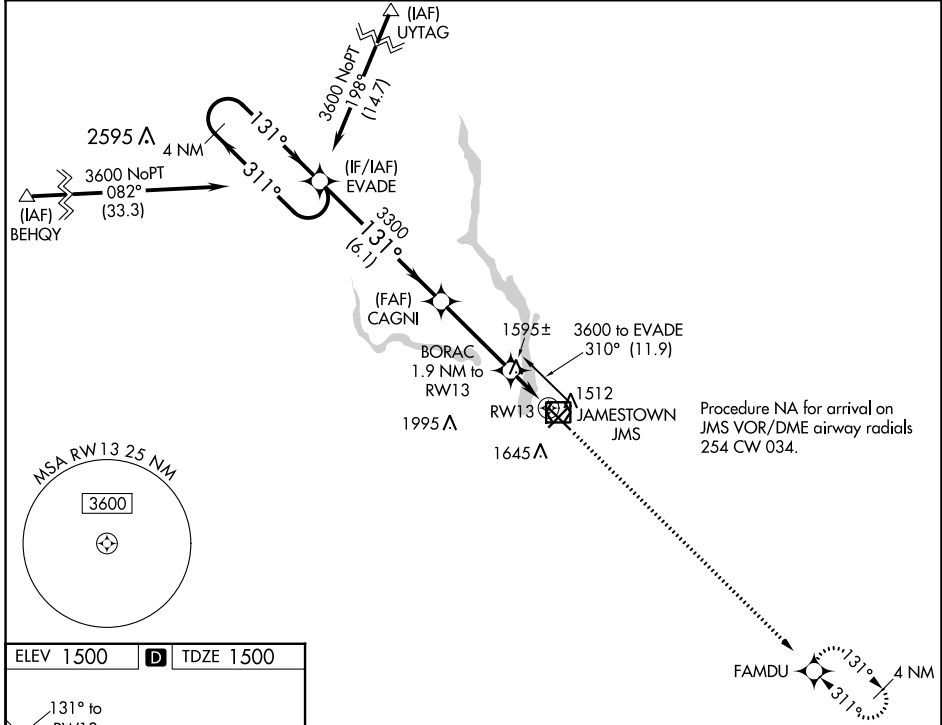 (IAF)
UYTAG
3600 NoPT
198°
(14.7)
2595
4 NM
131°
311°
(IF/IAF)
EVADE
3600 NoPT
082°
(33.3)
(IAF)
BEHQY
3300
131°
(6.1)
(FAF)
CAGNI
1595±
3600 to EVADE
310° (11.9)
BORAC
1.9 NM to
RW13
1512
RW13
JAMESTOWN
JMS
1995
1645
Procedure NA for arrival on
JMS VOR/DME airway radials
254 CW 034.
MSA RW13 25 NM
3600
FAMDU
131°
311°
4 NM
ELEV 1500 D TDZE 1500
131° to
RW13